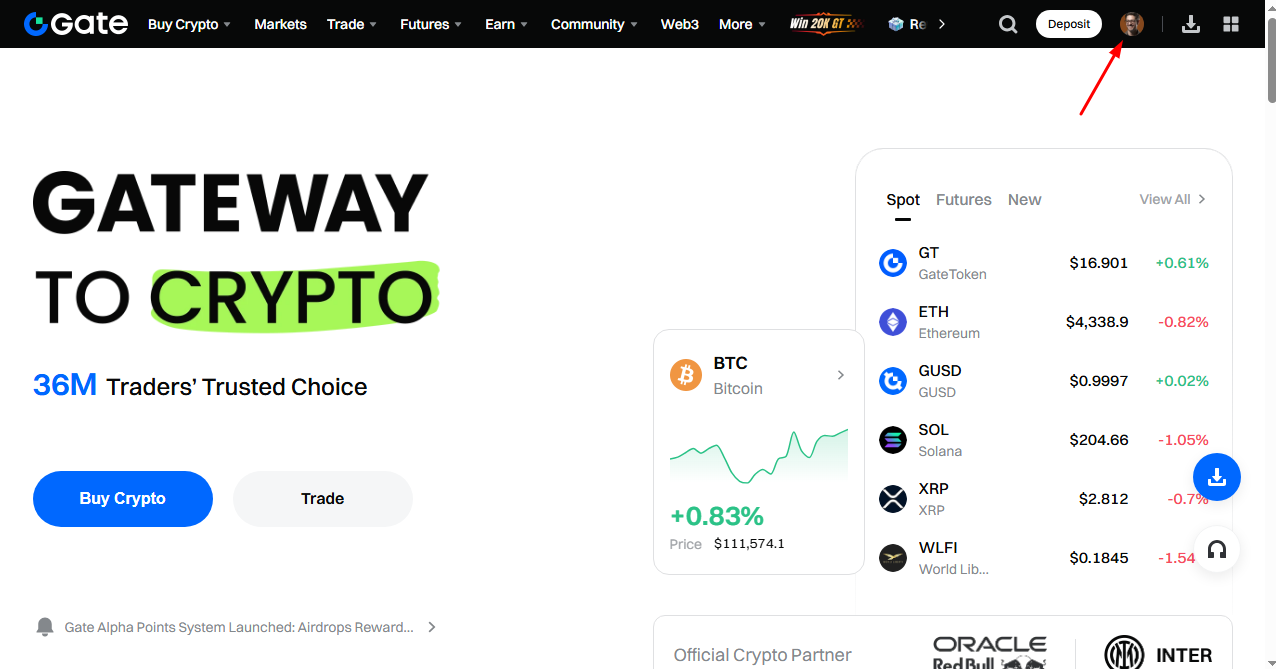 Gate Buy Crypto Markets Trade Futures Earn Community Web3 More Win 20K GT Re Deposit
GATEWAY
TO CRYPTO
36M Traders’ Trusted Choice
Buy Crypto Trade
Gate Alpha Points System Launched: Airdrops Reward...
BTC
Bitcoin
+0.83%
Price $111,574.1
Spot Futures New View All
GT $16.901 +0.61%
GateToken
ETH $4,338.9 -0.82%
Ethereum
GUSD $0.9997 +0.02%
GUSD
SOL $204.66 -1.05%
Solana
XRP $2.812 -0.7%
XRP
WLFI $0.1845 -1.54
World Lib...
Official Crypto Partner
ORACLE
Red Bull
INTER